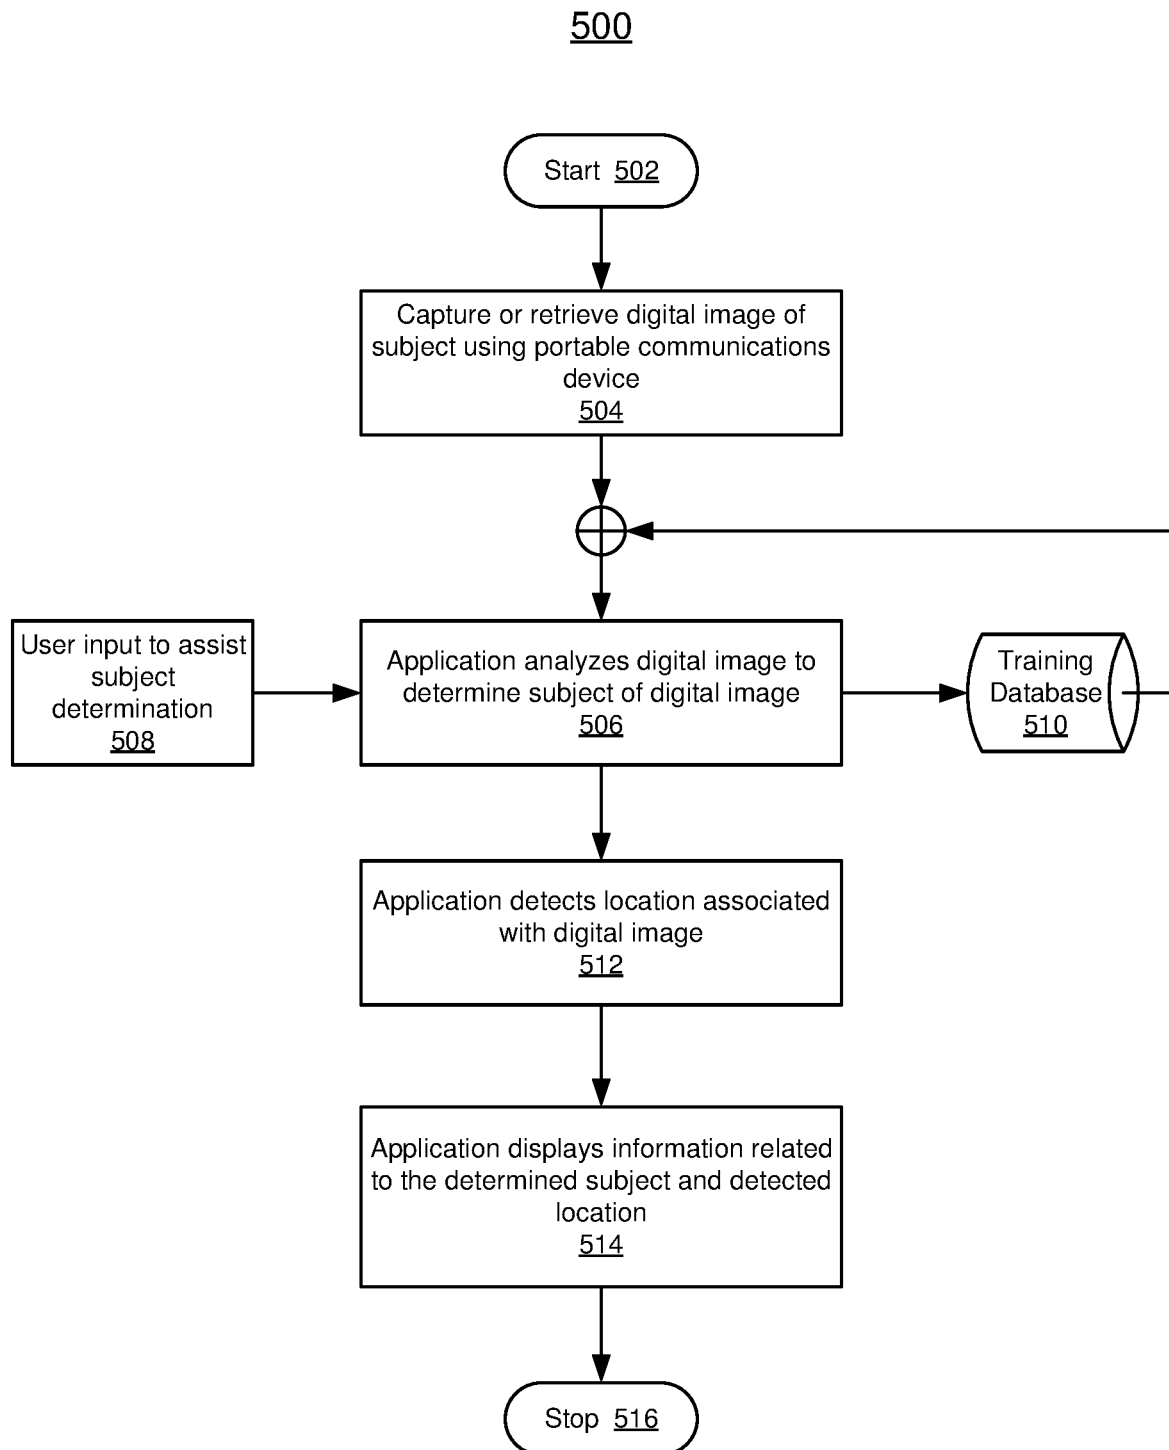 500
Start 502
Capture or retrieve digital image of
subject using portable communications
device
504
User input to assist
subject
determination
508
Application analyzes digital image to
determine subject of digital image
506
Training
Database
510
Application detects location associated
with digital image
512
Application displays information related
to the determined subject and detected
location
514
Stop 516